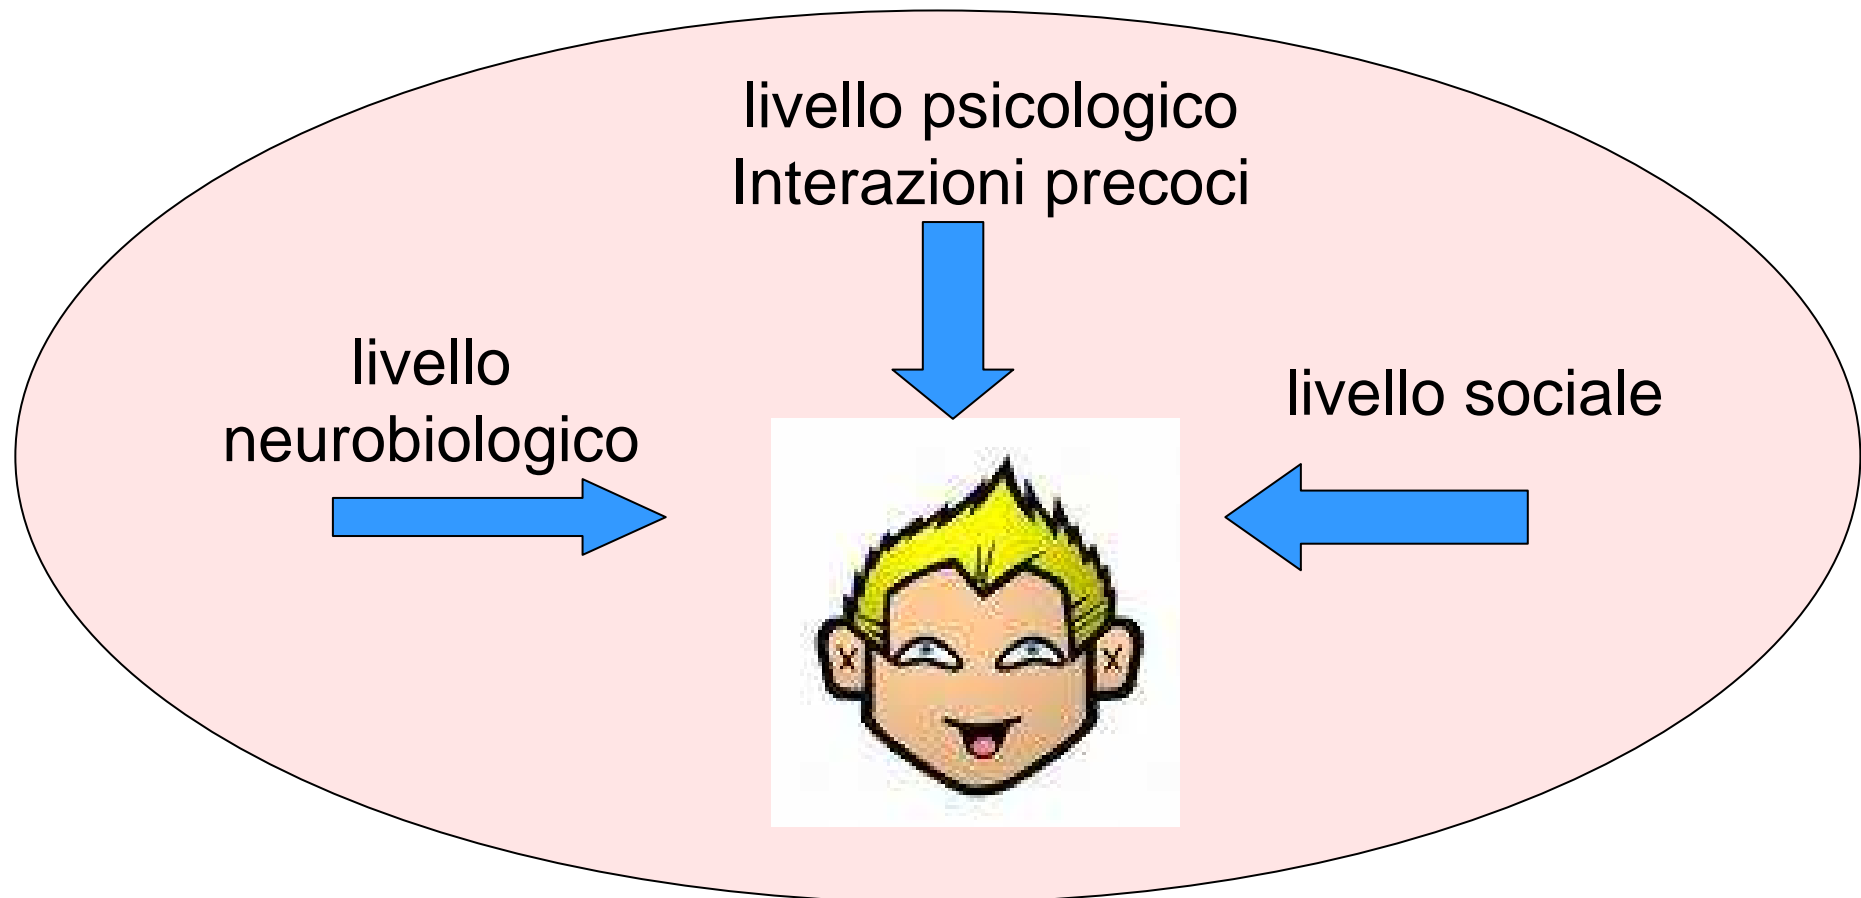 livello psicologico
Interazioni precoci
livello
neurobiologico
livello sociale